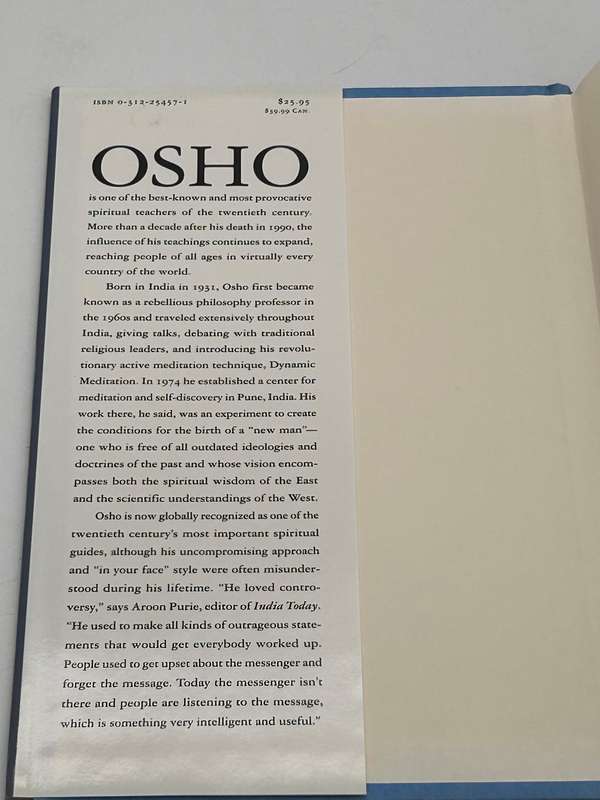 ISBN 0-312-25457-1
$25.95
$39.99 Can.
OSHO
is one of the best-known and most provocative
spiritual teachers of the twentieth century.
More than a decade after his death in 1990, the
influence of his teachings continues to expand,
reaching people of all ages in virtually every
country of the world.
Born in India in 1931, Osho first became
known as a rebellious philosophy professor in
the 1960s and traveled extensively throughout
India, giving talks, debating with traditional
religious leaders, and introducing his revolu-
tionary active meditation technique, Dynamic
Meditation. In 1974 he established a center for
meditation and self-discovery in Pune, India. His
work there, he said, was an experiment to create
the conditions for the birth of a "new man"—
one who is free of all outdated ideologies and
doctrines of the past and whose vision encom-
passes both the spiritual wisdom of the East
and the scientific understandings of the West.
Osho is now globally recognized as one of the
twentieth century's most important spiritual
guides, although his uncompromising approach
and "in your face" style were often misunder-
stood during his lifetime. "He loved contro-
versy," says Aroon Purie, editor of India Today.
"He used to make all kinds of outrageous state-
ments that would get everybody worked up.
People used to get upset about the messenger and
forget the message. Today the messenger isn't
there and people are listening to the message,
which is something very intelligent and useful."